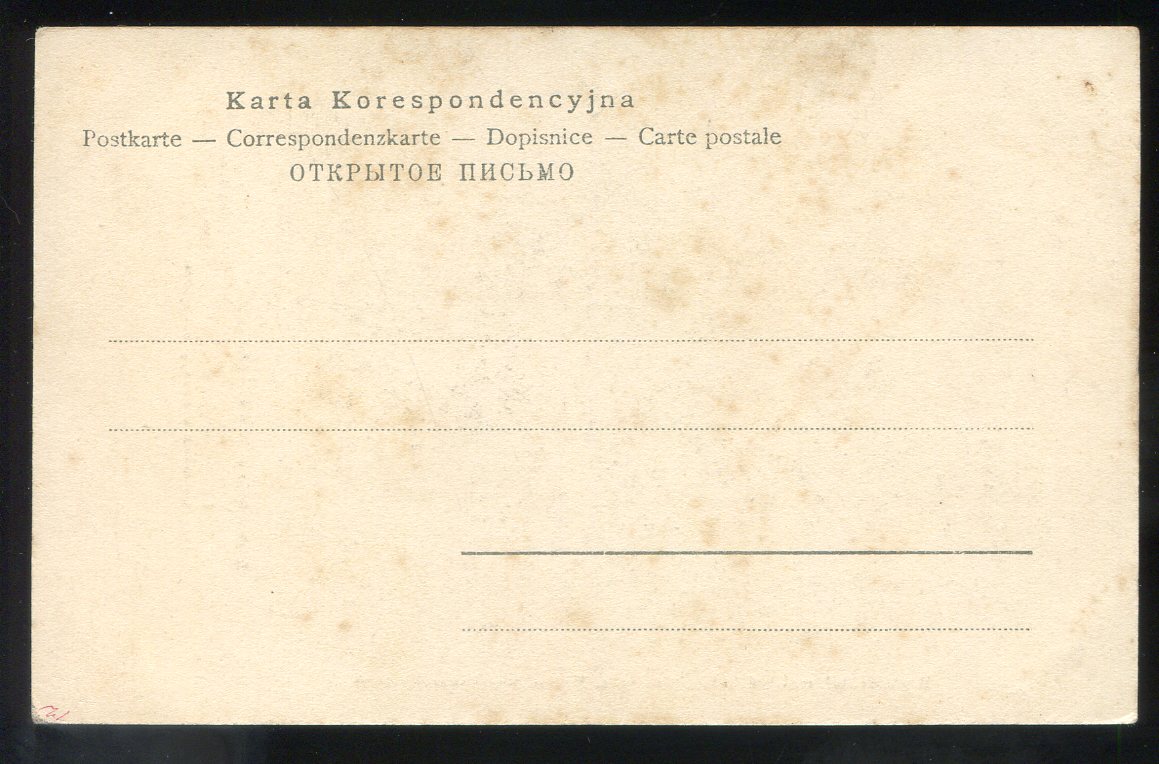 Karta Korespondencyjna
Postkarte — Correspondenzkarte — Dopisnice — Carte postale
ОТКРЫТОЕ ПИСЬМО